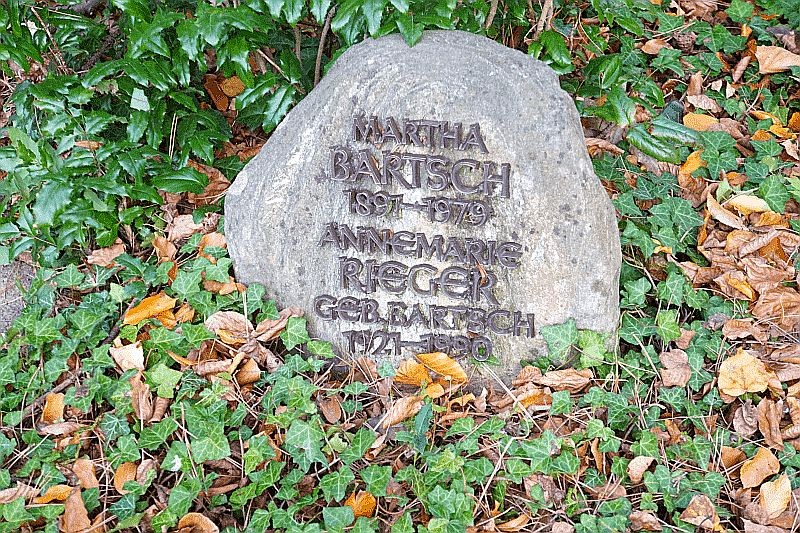 MARTHA
BARTSCH
1891-1979
ANNEMARIE
RIEGER
GEB. BARTSCH
1921-1990